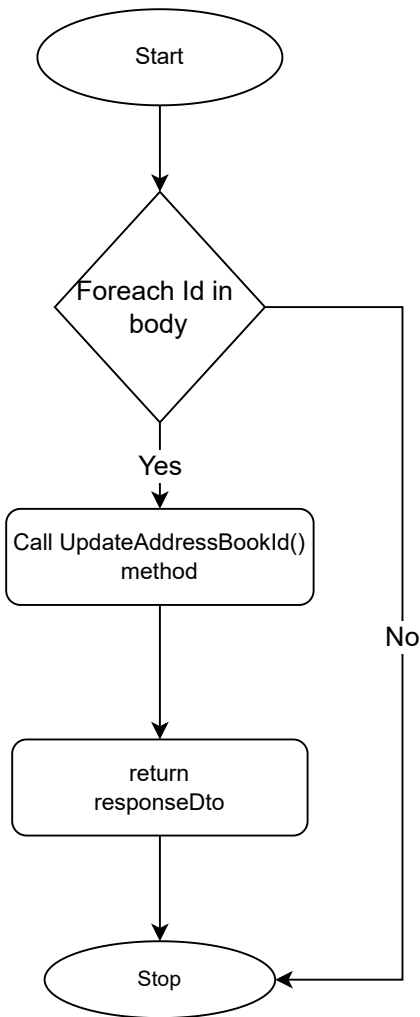 Start
Foreach Id in
body
Yes
Call UpdateAddressBookId()
method
No
return
responseDto
Stop